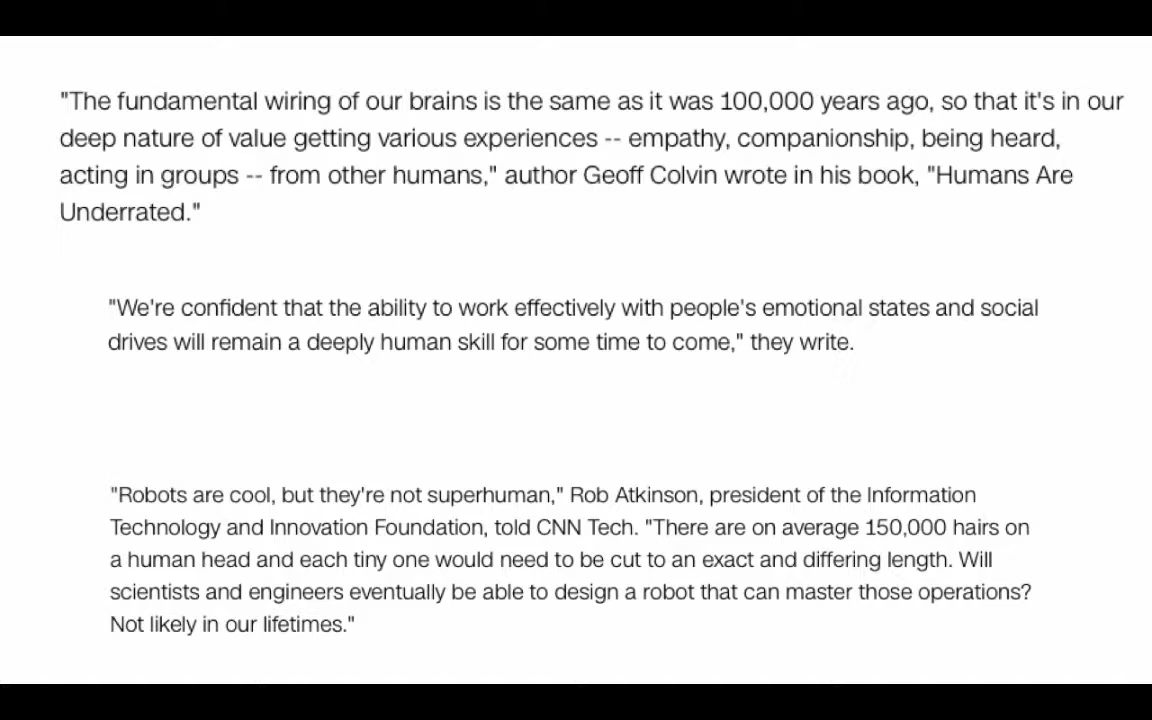 "The fundamental wiring of our brains is the same as it was 100,000 years ago, so that it's in our
deep nature of value getting various experiences -- empathy, companionship, being heard,
acting in groups -- from other humans," author Geoff Colvin wrote in his book, "Humans Are
Underrated."
"We're confident that the ability to work effectively with people's emotional states and social
drives will remain a deeply human skill for some time to come," they write.
"Robots are cool, but they're not superhuman," Rob Atkinson, president of the Information
Technology and Innovation Foundation, told CNN Tech. "There are on average 150,000 hairs on
a human head and each tiny one would need to be cut to an exact and differing length. Will
scientists and engineers eventually be able to design a robot that can master those operations?
Not likely in our lifetimes."